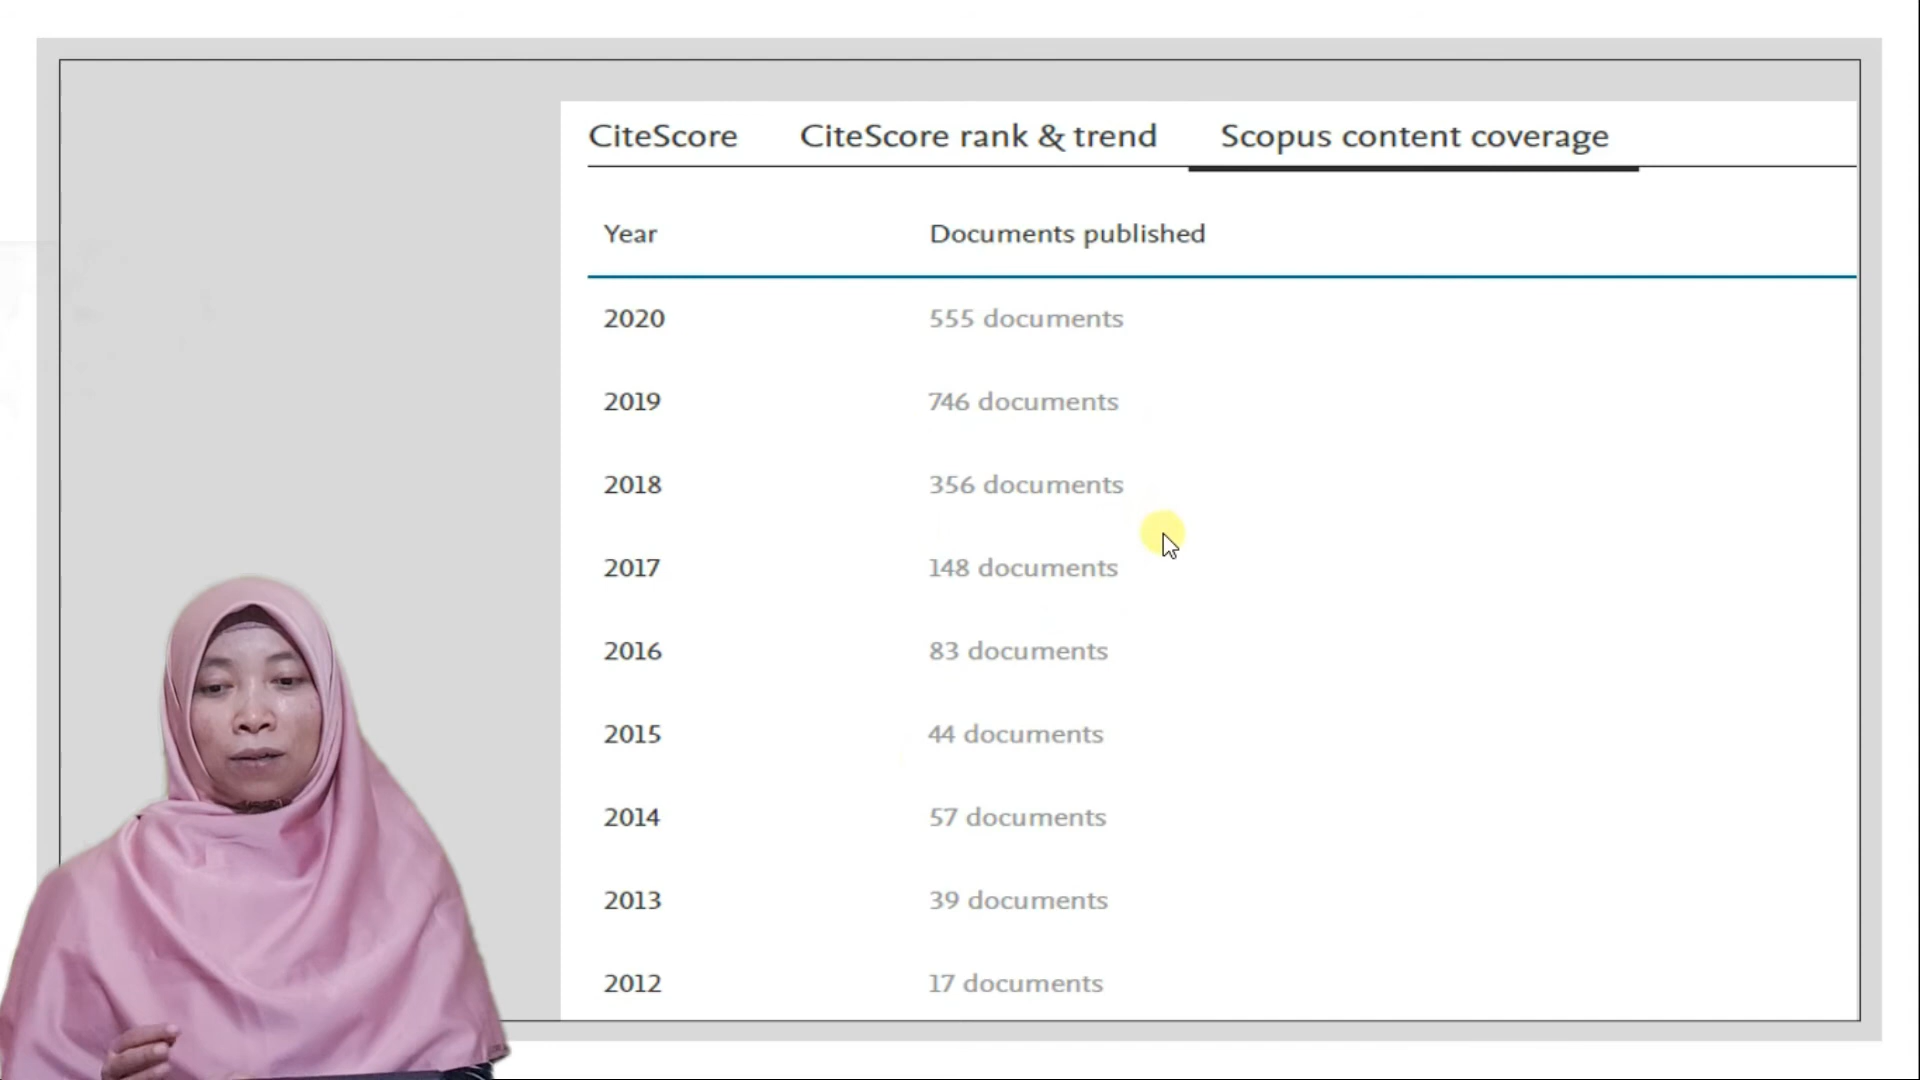 CiteScore CiteScore rank & trend Scopus content coverage
Year Documents published
2020 555 documents
2019 746 documents
2018 356 documents
2017 148 documents
2016 83 documents
2015 44 documents
2014 57 documents
2013 39 documents
2012 17 documents